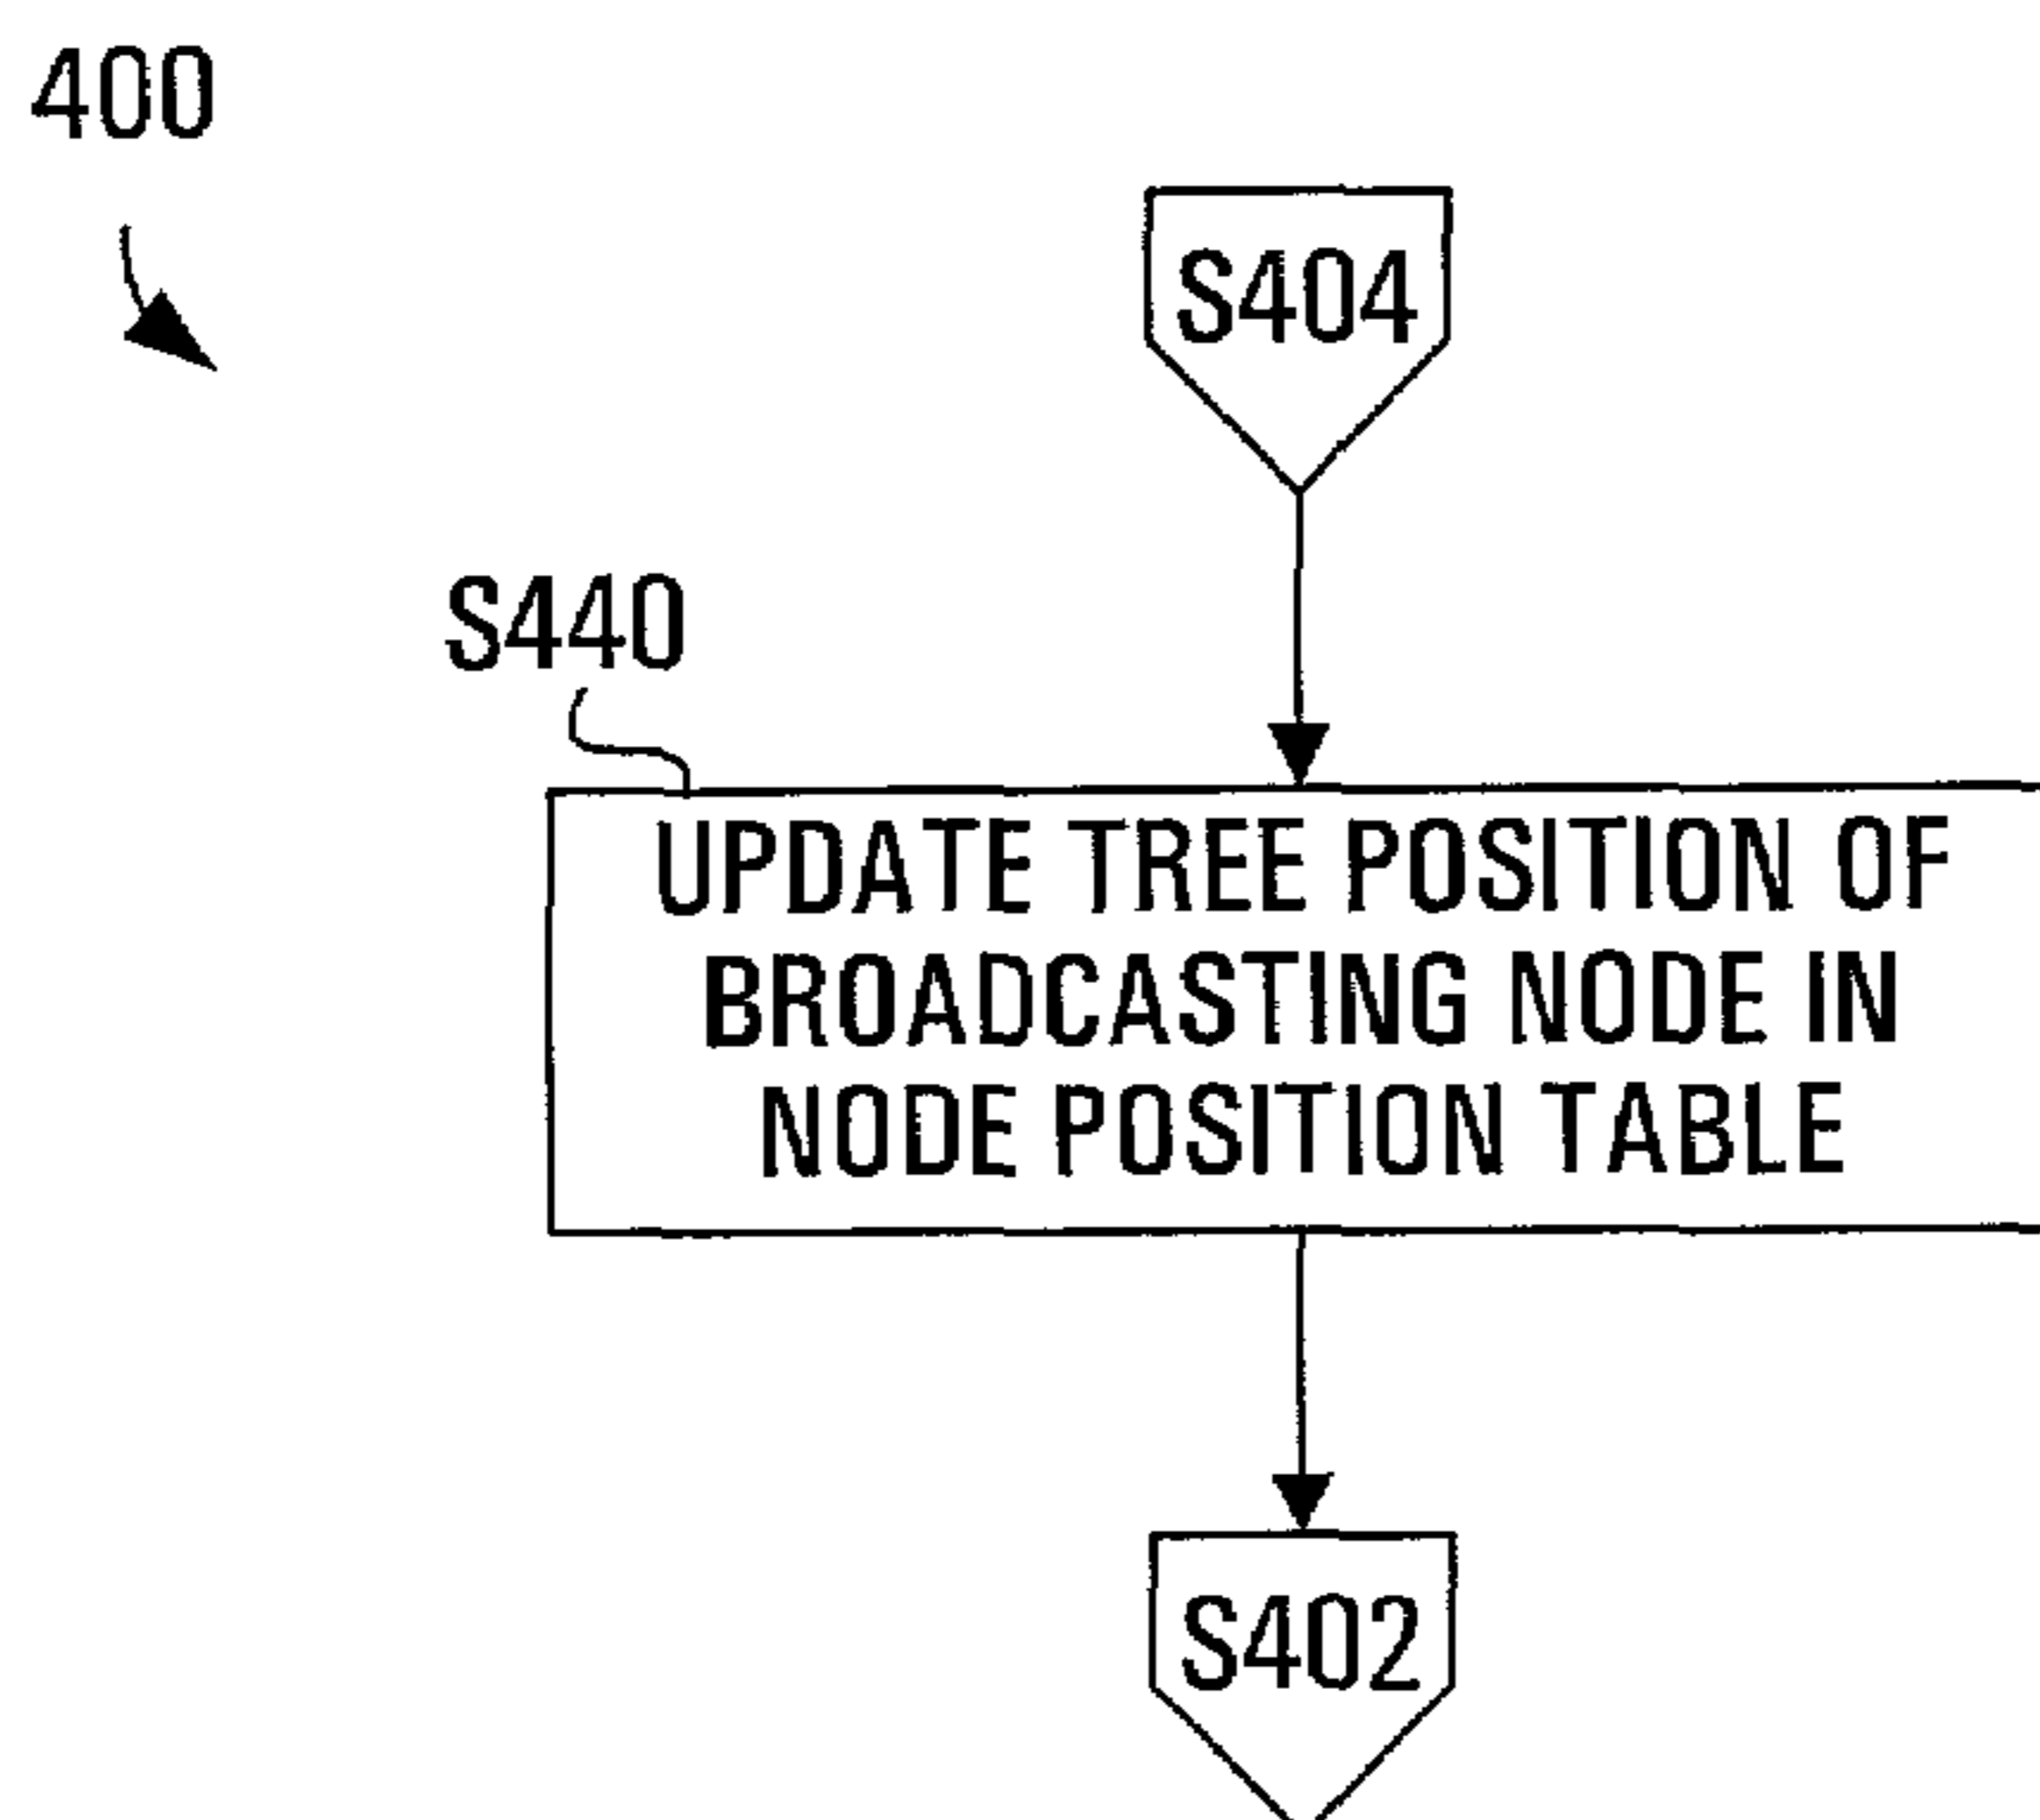 400
S404
S440
UPDATE TREE POSITION OF
BROADCASTING NODE IN
NODE POSITION TABLE
S402